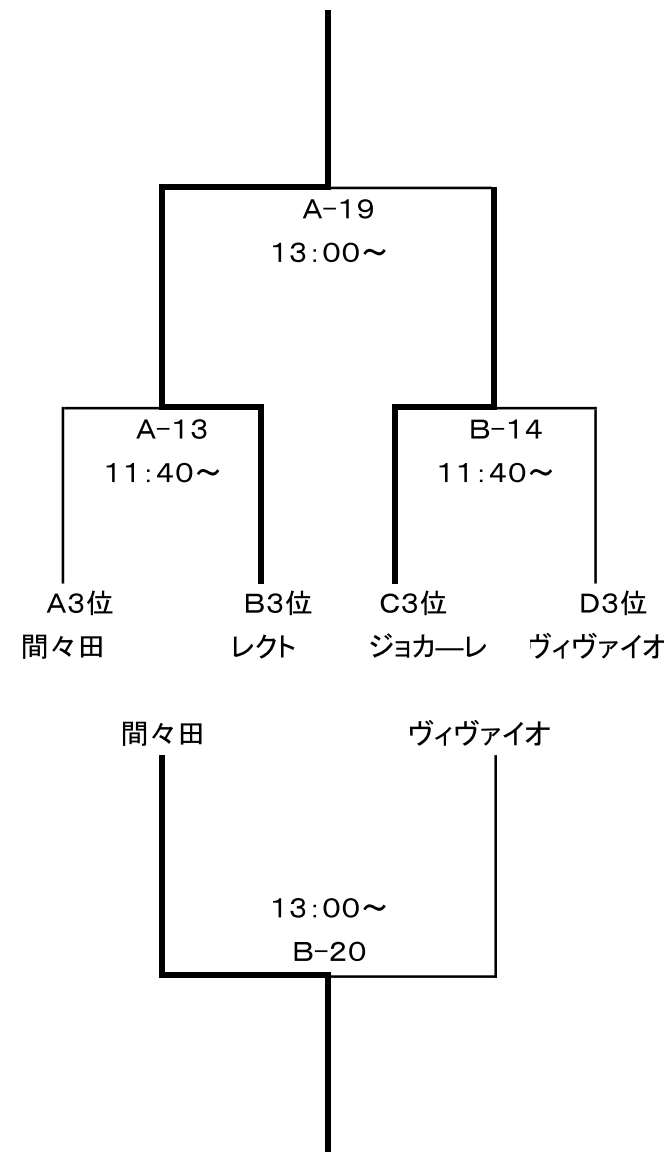 A-19
13:00～
A-13
11:40～
B-14
11:40～
A3位
間々田
B3位
レクト
C3位
ジョカ―レ
D3位
ヴィヴァイオ
間々田
ヴィヴァイオ
13:00～
B-20